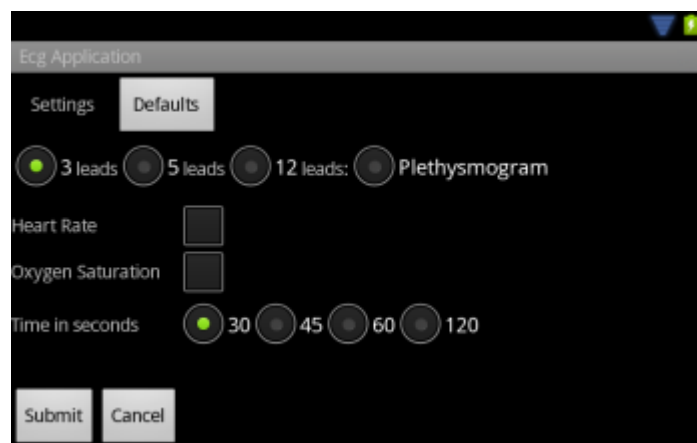 Ecg Application
Settings Defaults
3 leads 5 leads 12 leads: Plethysmogram
Heart Rate
Oxygen Saturation
Time in seconds 30 45 60 120
Submit Cancel